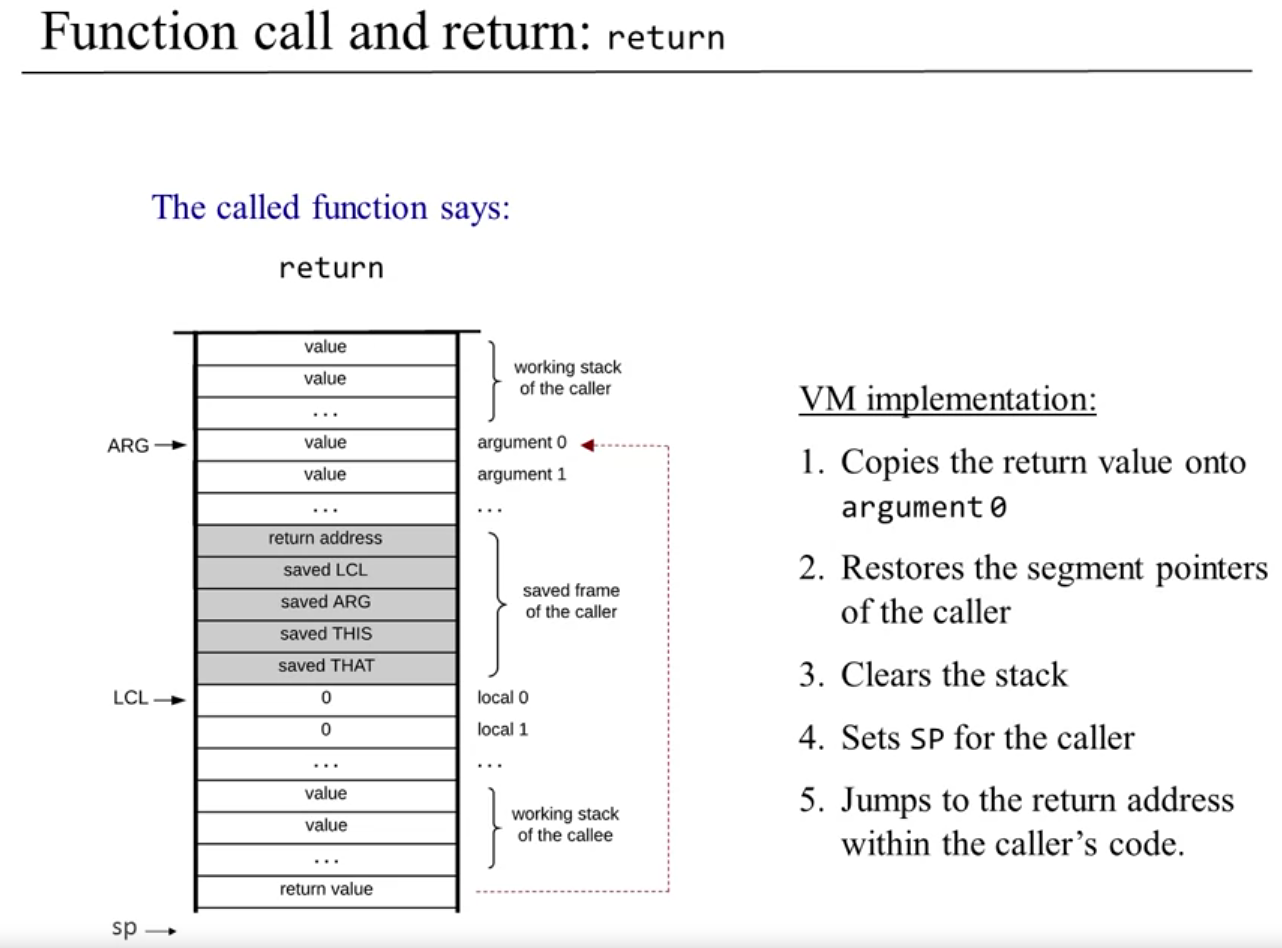 Function call and return: return
The called function says:
return
value
value
...
working stack
of the caller
ARG
value
argument 0
value
argument 1
...
...
return address
saved LCL
saved ARG
saved THIS
saved THAT
saved frame
of the caller
LCL
0
local 0
0
local 1
...
...
value
value
...
working stack
of the callee
return value
sp
VM implementation:
1. Copies the return value onto
argument 0
2. Restores the segment pointers
of the caller
3. Clears the stack
4. Sets SP for the caller
5. Jumps to the return address
within the caller’s code.